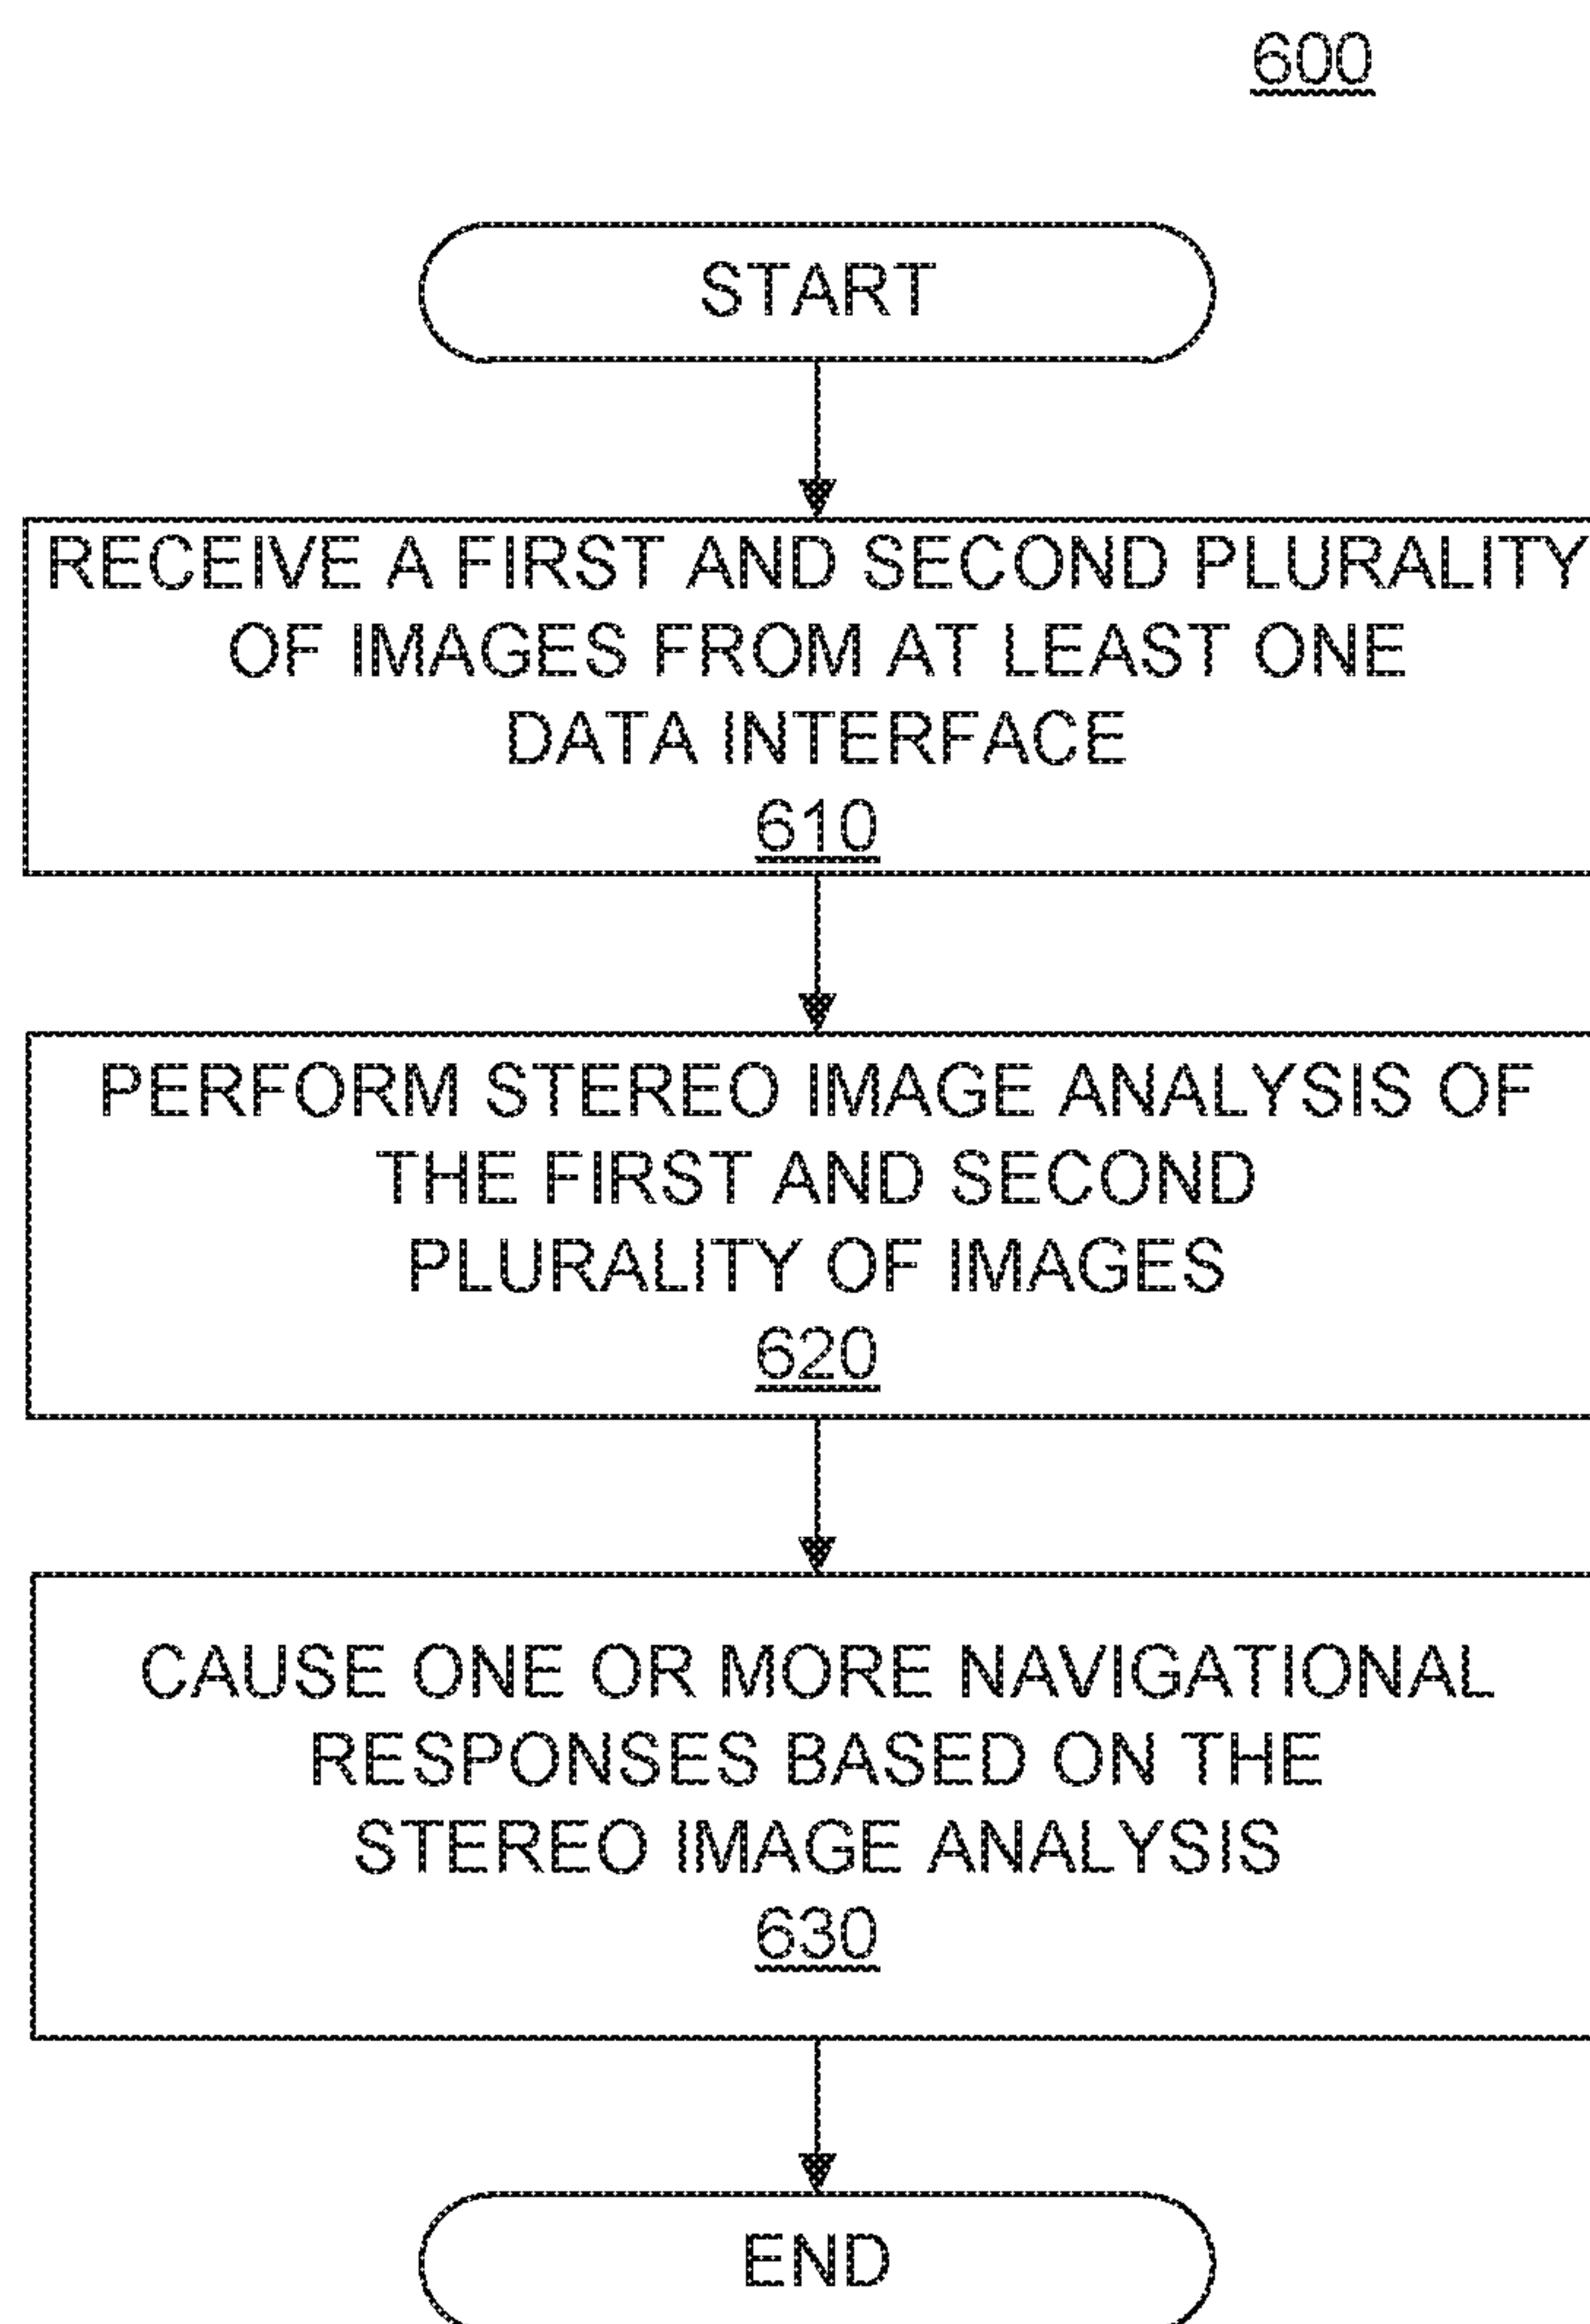 600
START
RECEIVE A FIRST AND SECOND PLURALITY
OF IMAGES FROM AT LEAST ONE
DATA INTERFACE
610
PERFORM STEREO IMAGE ANALYSIS OF
THE FIRST AND SECOND
PLURALITY OF IMAGES
620
CAUSE ONE OR MORE NAVIGATIONAL
RESPONSES BASED ON THE
STEREO IMAGE ANALYSIS
630
END